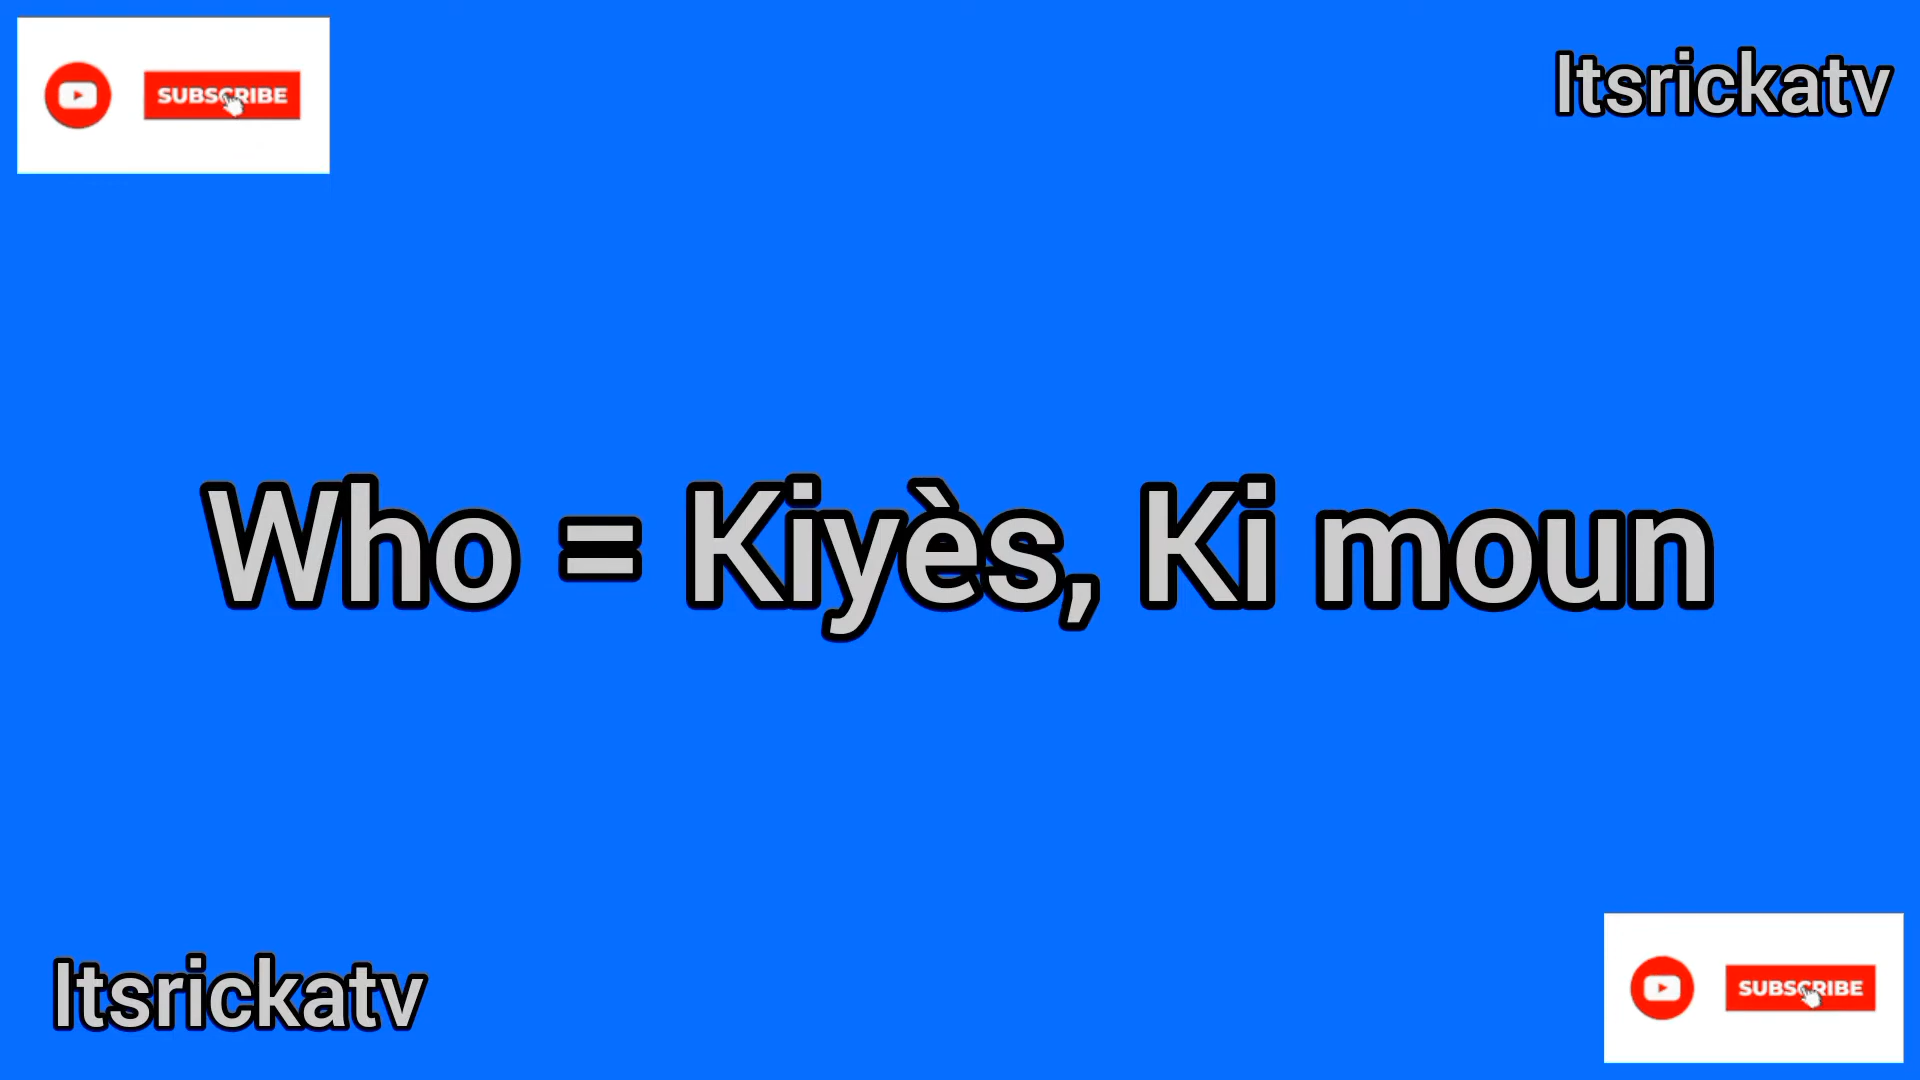 SUBSCRIBE
Itsrickatv
Who = Kiyès, Ki moun
Itsrickatv
SUBSCRIBE